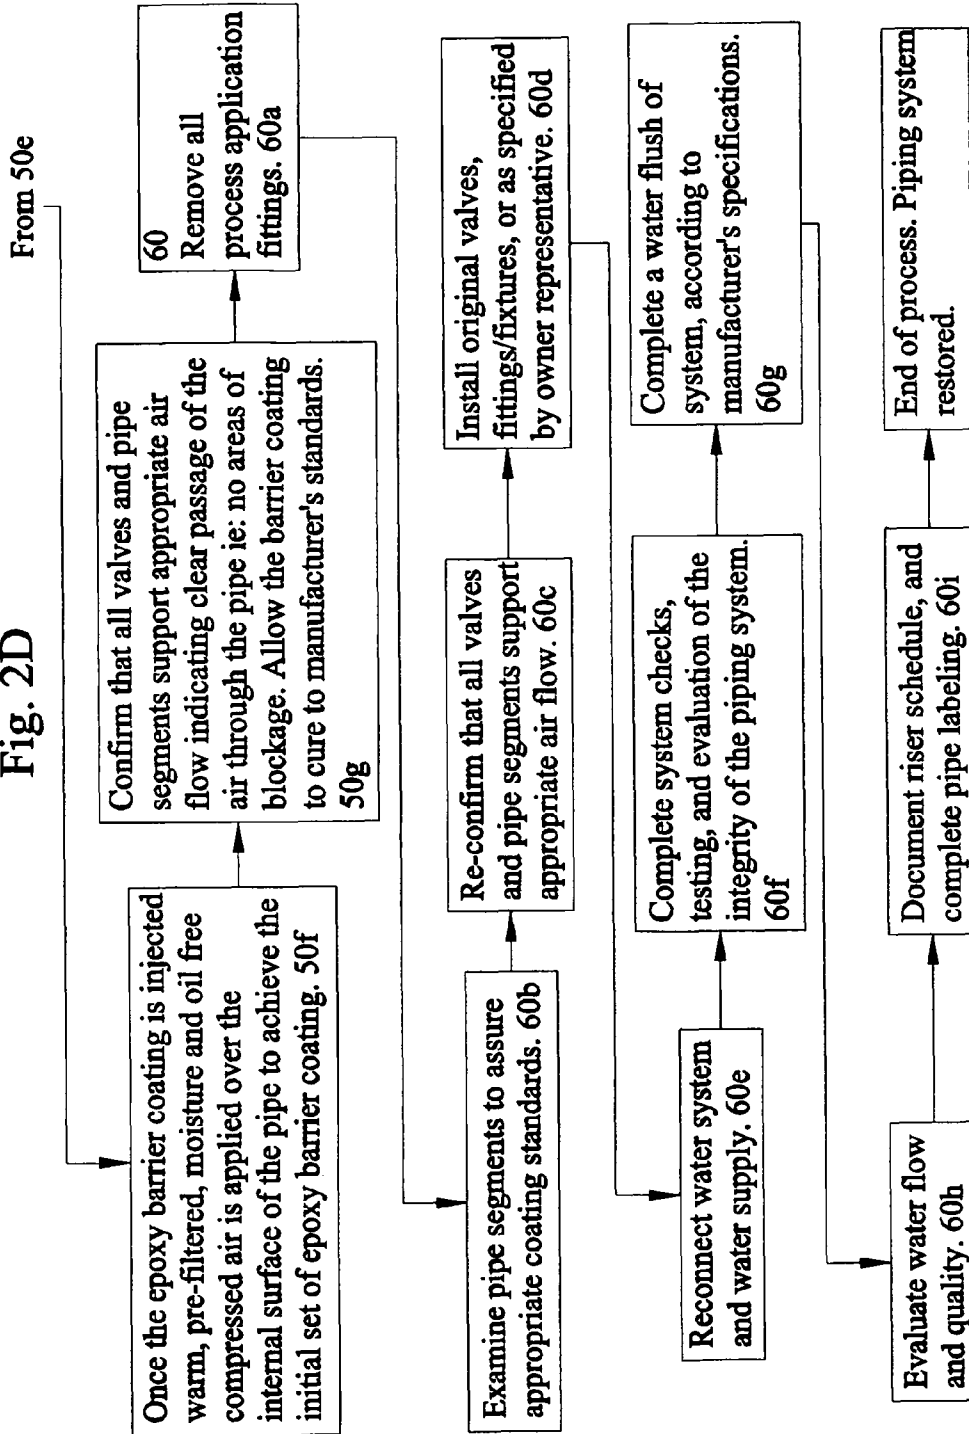 Fig. 2D
From 50e
Once the epoxy barrier coating is injected
warm, pre-filtered, moisture and oil free
compressed air is applied over the
internal surface of the pipe to achieve the
initial set of epoxy barrier coating. 50f
Confirm that all valves and pipe
segments support appropriate air
flow indicating clear passage of the
air through the pipe ie: no areas of
blockage. Allow the barrier coating
to cure to manufacturer's standards.
50g
60
Remove all
process application
fittings. 60a
Examine pipe segments to assure
appropriate coating standards. 60b
Re-confirm that all valves
and pipe segments support
appropriate air flow. 60c
Install original valves,
fittings/fixtures, or as specified
by owner representative. 60d
Reconnect water system
and water supply. 60e
Complete system checks,
testing, and evaluation of the
integrity of the piping system.
60f
Complete a water flush of
system, according to
manufacturer's specifications.
60g
Evaluate water flow
and quality. 60h
Document riser schedule, and
complete pipe labeling. 60i
End of process. Piping system
restored.